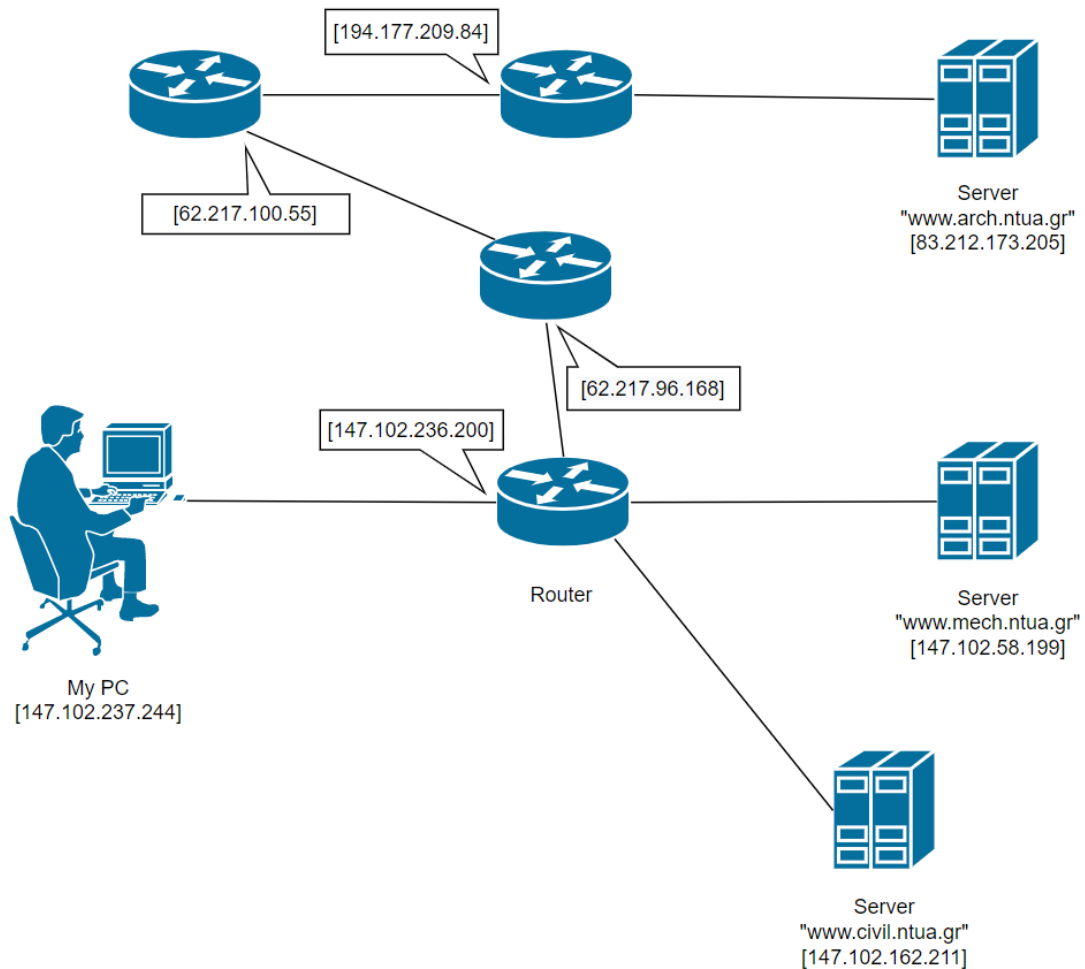 [194.177.209.84]
[62.217.100.55]
Server
"www.arch.ntua.gr"
[83.212.173.205]
[62.217.96.168]
[147.102.236.200]
Router
Server
"www.mech.ntua.gr"
[147.102.58.199]
My PC
[147.102.237.244]
Server
"www.civil.ntua.gr"
[147.102.162.211]